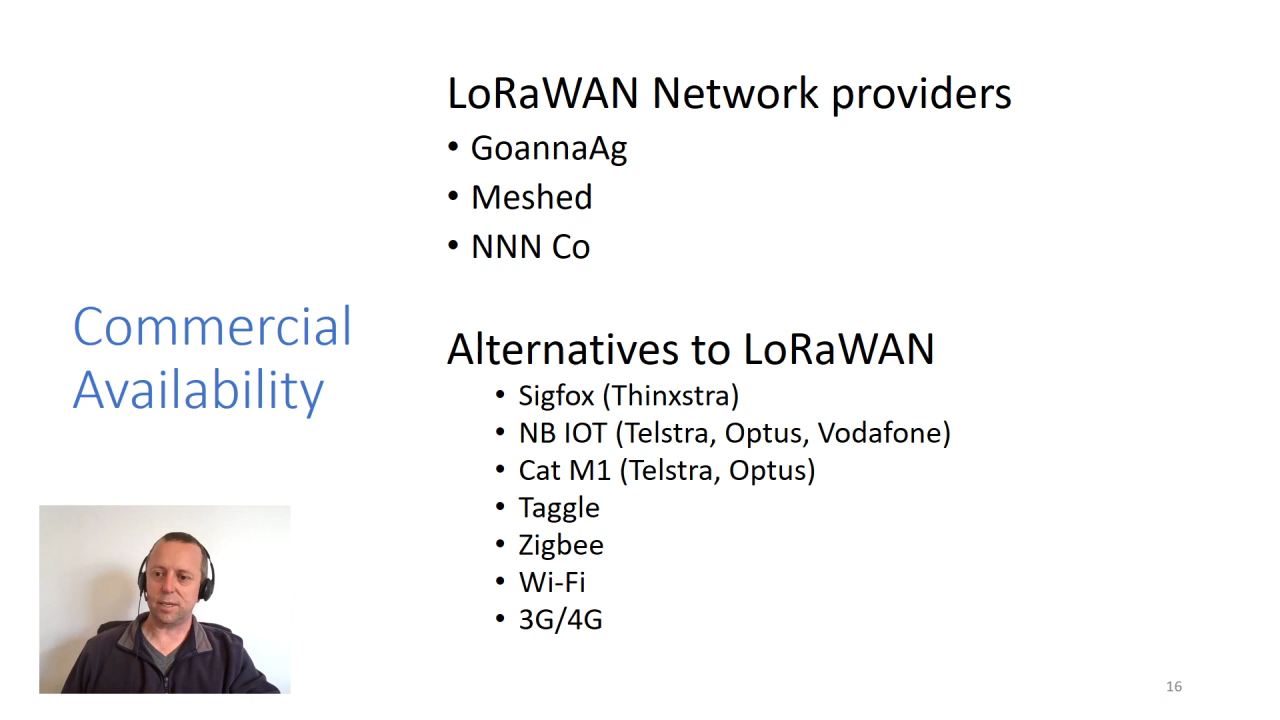 Commercial
Availability
LoRaWAN Network providers
• GoannaAg
• Meshed
• NNN Co
Alternatives to LoRaWAN
• Sigfox (Thinxstra)
• NB IOT (Telstra, Optus, Vodafone)
• Cat M1 (Telstra, Optus)
• Taggle
• Zigbee
• Wi-Fi
• 3G/4G
16